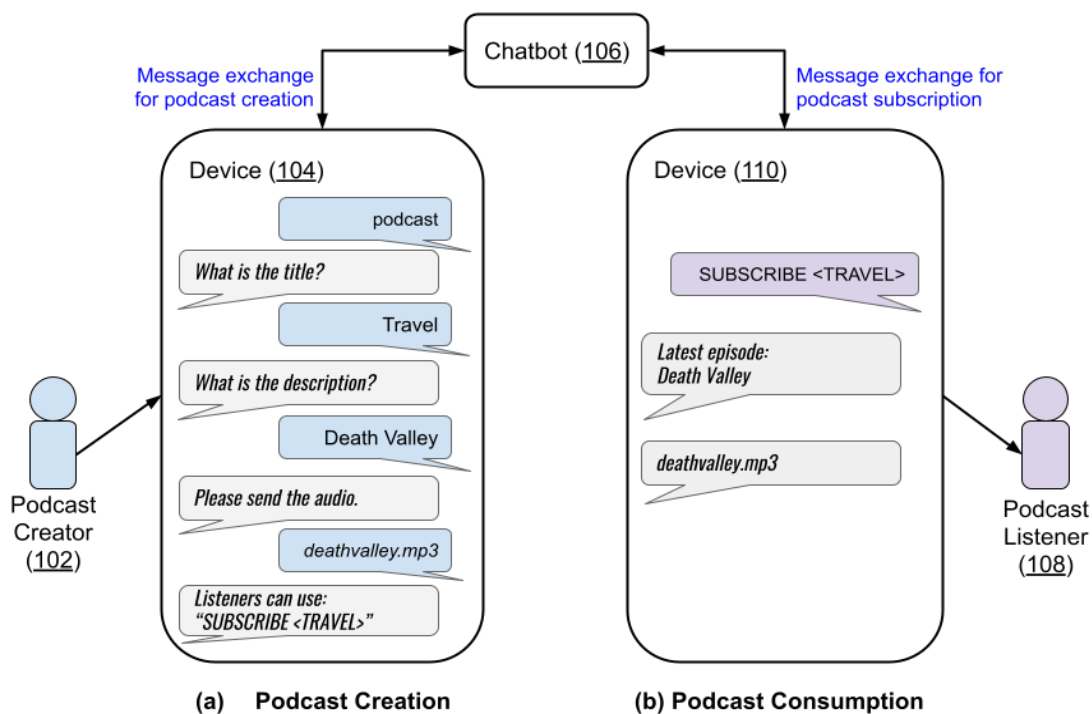 Chatbot (106)
Message exchange
for podcast creation
Message exchange for
podcast subscription
Device (104)
podcast
What is the title?
Travel
What is the description?
Death Valley
Please send the audio.
deathvalley.mp3
Listeners can use:
“SUBSCRIBE <TRAVEL>”
Podcast
Creator
(102)
Device (110)
SUBSCRIBE <TRAVEL>
Latest episode:
Death Valley
deathvalley.mp3
Podcast
Listener
(108)
(a) Podcast Creation
(b) Podcast Consumption